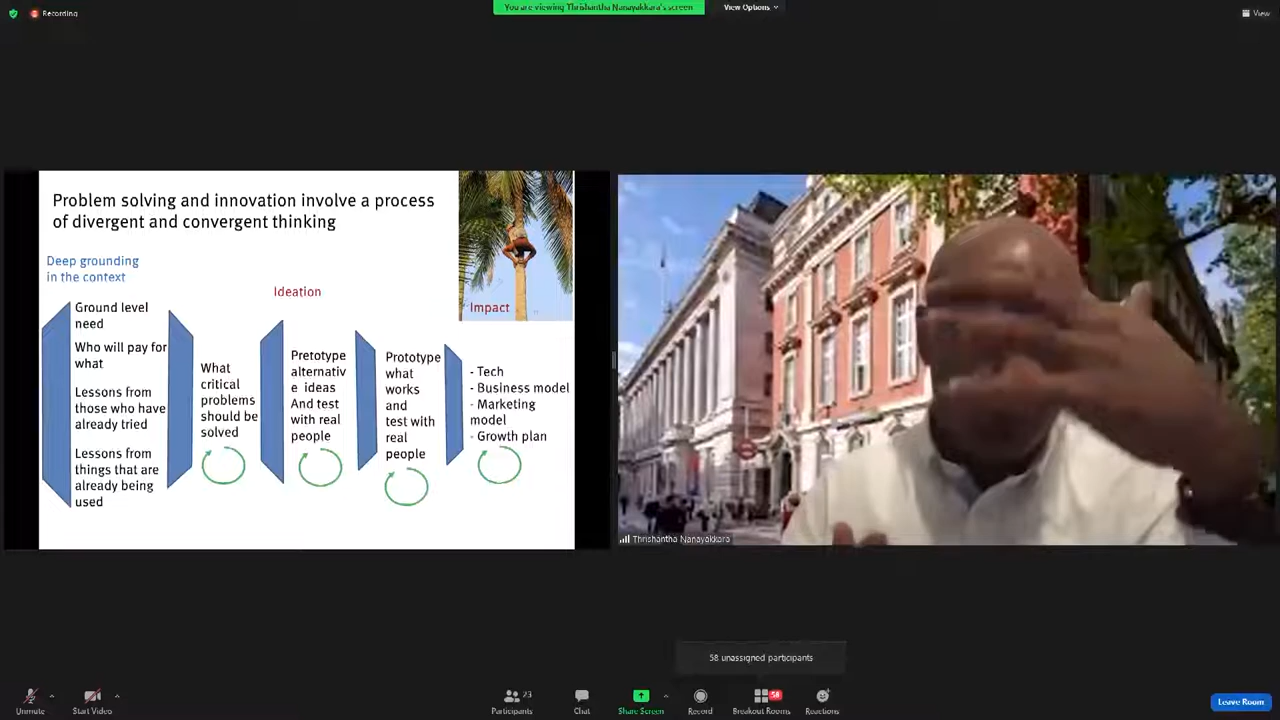 Recording
You are viewing Thrishantha Nanayakkara's screen
View Options
View
Problem solving and innovation involve a process
of divergent and convergent thinking
Deep grounding
in the context
Ideation
Impact
Ground level
need
Who will pay for
what
Lessons from
those who have
already tried
Lessons from
things that are
already being
used
What
critical
problems
should be
solved
Pretotype
alternativ
e ideas
And test
with real
people
Prototype
what
works
and
test with
real
people
- Tech
- Business model
- Marketing
model
- Growth plan
Thrishantha Nanayakkara
58 unassigned participants
Unmute
Start Video
23
Participants
Chat
Share Screen
Record
58
Breakout Rooms
Reactions
Leave Room